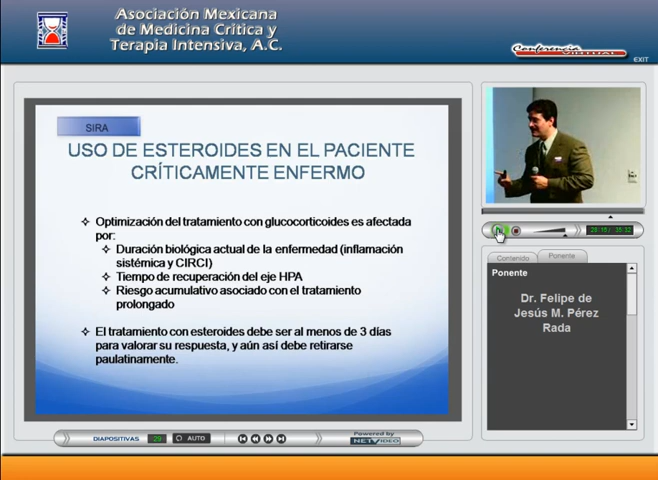 Asociación Mexicana
de Medicina Crítica y
Terapia Intensiva, A.C.
Conferencia
VIRTUAL
EXIT
SIRA
USO DE ESTEROIDES EN EL PACIENTE
CRÍTICAMENTE ENFERMO
Optimización del tratamiento con glucocorticoides es afectada
por:
Duración biológica actual de la enfermedad (inflamación
sistémica y CIRCI)
Tiempo de recuperación del eje HPA
Riesgo acumulativo asociado con el tratamiento
prolongado
El tratamiento con esteroides debe ser al menos de 3 días
para valorar su respuesta, y aún así debe retirarse
paulatinamente.
20:10 / 35:32
Contenido
Ponente
Ponente
Dr. Felipe de
Jesús M. Pérez
Rada
DIAPOSITIVAS 29 AUTO
Powered by
NETVIDEO